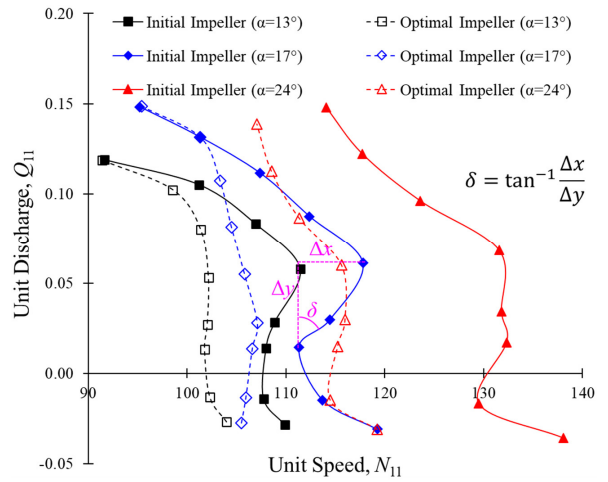 Initial Impeller (α=13°) Optimal Impeller (α=13°)
Initial Impeller (α=17°) Optimal Impeller (α=17°)
Initial Impeller (α=24°) Optimal Impeller (α=24°)
0.20
0.15
0.10
0.05
0.00
-0.05
Unit Discharge, Q11
δ = tan−1 Δx
Δy
Δx
Δy
δ
90 100 110 120 130 140
Unit Speed, N11